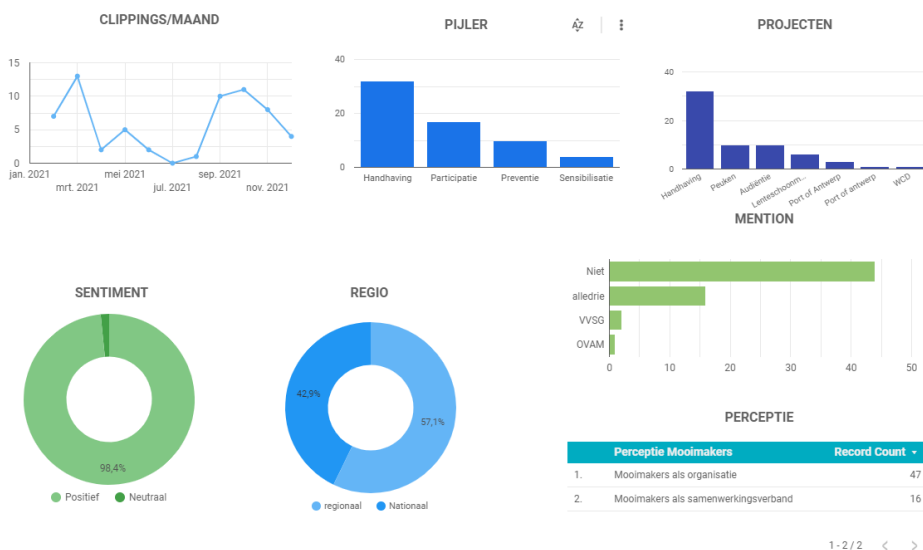 CLIPPINGS/MAAND
15
10
5
0
jan. 2021
mrt. 2021
mei 2021
jul. 2021
sep. 2021
nov. 2021
PIJLER
AZ
40
20
0
Handhaving
Participatie
Preventie
Sensibilisatie
PROJECTEN
40
20
0
Handhaving
Peuken
Audiëntie
Lenteschoonm...
Port of Antwerp
Port of antwerp
WCD
SENTIMENT
98,4%
Positief
Neutraal
REGIO
42,9%
57,1%
regionaal
Nationaal
MENTION
Niet
alledrie
VVSG
OVAM
0 10 20 30 40 50
PERCEPTIE
Perceptie Mooimakers Record Count
1. Mooimakers als organisatie 47
2. Mooimakers als samenwerkingsverband 16
1 - 2 / 2 < >